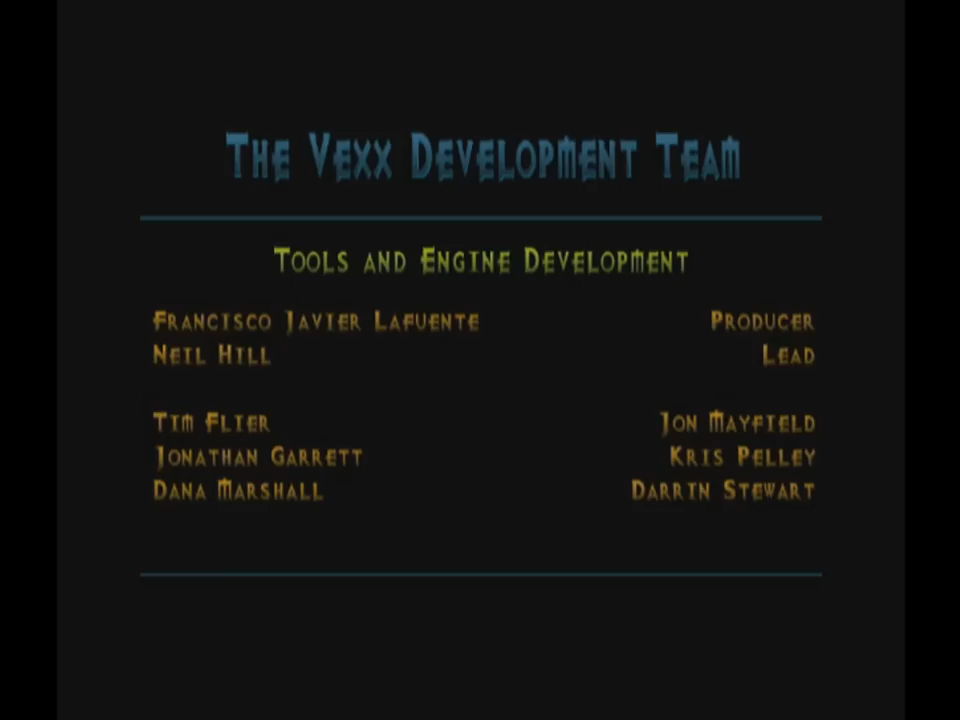 The Vexx Development Team
Tools and Engine Development
Francisco Javier Lafuente Producer
Neil Hill Lead
Tim Flier Jon Mayfield
Jonathan Garrett Kris Pelley
Dana Marshall Darrin Stewart